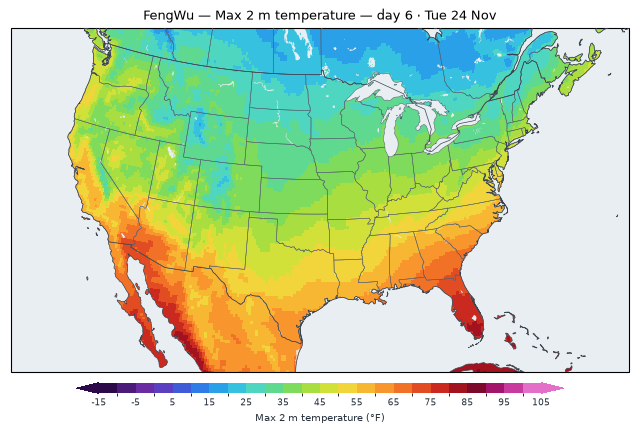 FengWu — Max 2 m temperature — day 6 · Tue 24 Nov
-15 -5 5 15 25 35 45 55 65 75 85 95 105
Max 2 m temperature (°F)